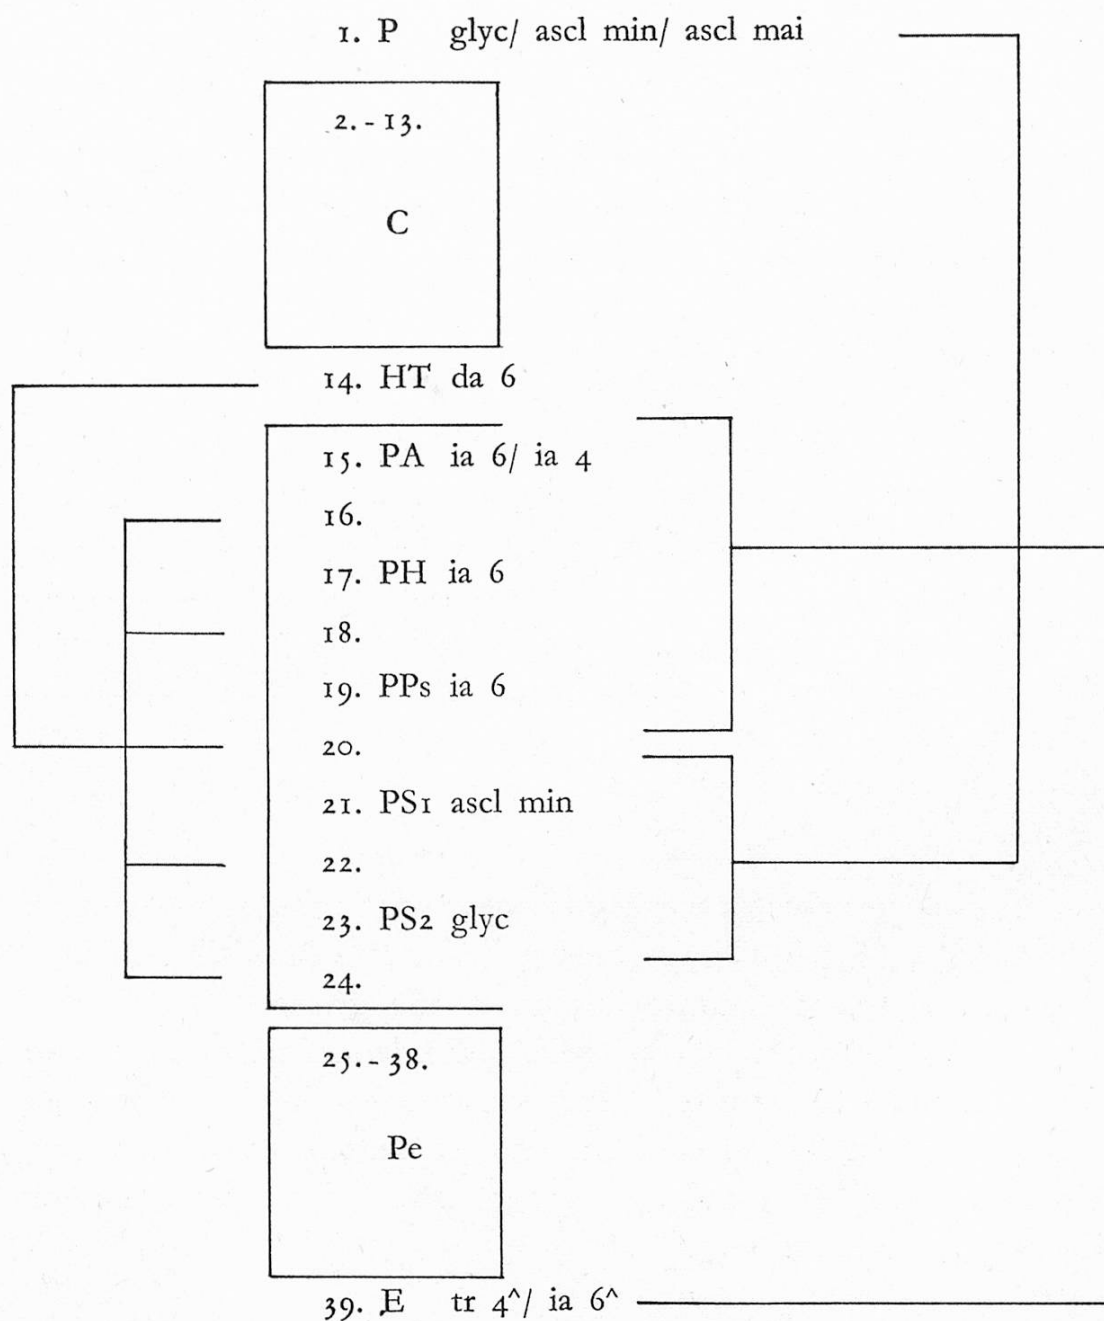 1. P glyc/ ascl min/ ascl mai
2. - 13.
C
14. HT da 6
15. PA ia 6/ ia 4
16.
17. PH ia 6
18.
19. PPs ia 6
20.
21. PS1 ascl min
22.
23. PS2 glyc
24.
25. - 38.
Pe
39. E tr 4^/ ia 6^